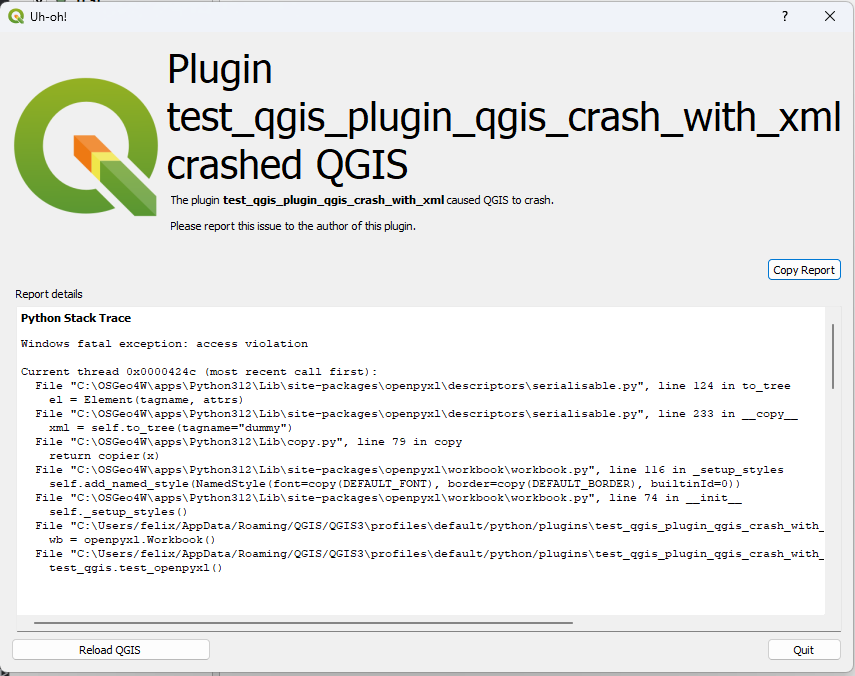 Uh-oh!
?
Plugin
test_qgis_plugin_qgis_crash_with_xml
crashed QGIS
The plugin test_qgis_plugin_qgis_crash_with_xml caused QGIS to crash.
Please report this issue to the author of this plugin.
Copy Report
Report details
Python Stack Trace
Windows fatal exception: access violation
Current thread 0x0000424c (most recent call first):
File "C:\OSGeo4W\apps\Python312\Lib\site-packages\openpyxl\descriptors\serialisable.py", line 124 in to_tree
el = Element(tagname, attrs)
File "C:\OSGeo4W\apps\Python312\Lib\site-packages\openpyxl\descriptors\serialisable.py", line 233 in __copy__
xml = self.to_tree(tagname="dummy")
File "C:\OSGeo4W\apps\Python312\Lib\copy.py", line 79 in copy
return copier(x)
File "C:\OSGeo4W\apps\Python312\Lib\site-packages\openpyxl\workbook\workbook.py", line 116 in _setup_styles
self.add_named_style(NamedStyle(font=copy(DEFAULT_FONT), border=copy(DEFAULT_BORDER), builtinId=0))
File "C:\OSGeo4W\apps\Python312\Lib\site-packages\openpyxl\workbook\workbook.py", line 74 in __init__
self._setup_styles()
File "C:\Users/felix/AppData/Roaming/QGIS/QGIS3\profiles\default/python/plugins\test_qgis_plugin_qgis_crash_with_
wb = openpyxl.Workbook()
File "C:\Users/felix/AppData/Roaming/QGIS/QGIS3\profiles\default/python/plugins\test_qgis_plugin_qgis_crash_with_
test_qgis.test_openpyxl()
Reload QGIS
Quit